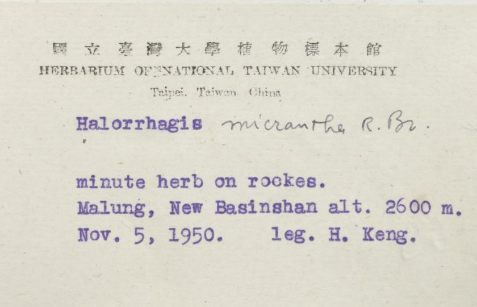 國立臺灣大學植物標本館
HERBARIUM OF NATIONAL TAIWAN UNIVERSITY
Taipei, Taiwan, China
Halorrhagis micrantha R. Br.
minute herb on rockes.
Malung, New Basinshan alt. 2600 m.
Nov. 5, 1950. leg. H. Keng.